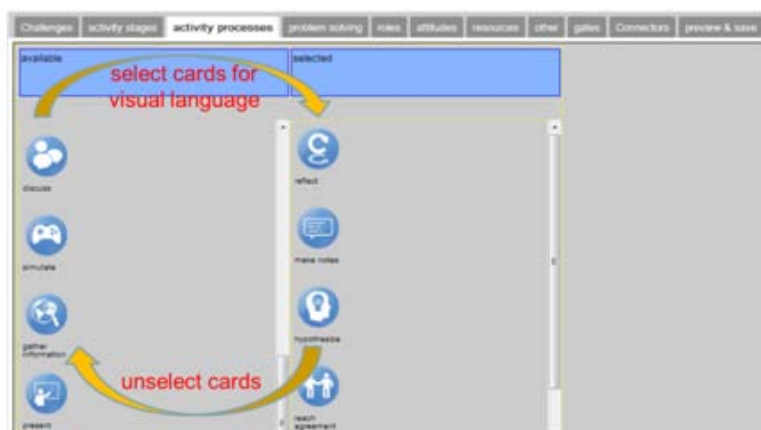 Challenges activity stages activity processes problem solving roles attitudes resources other gates Connectors preview & save
available selected
select cards for
visual language
discuss
reflect
simulate
make notes
gather
information
hypothesize
unselect cards
present
reach
agreement